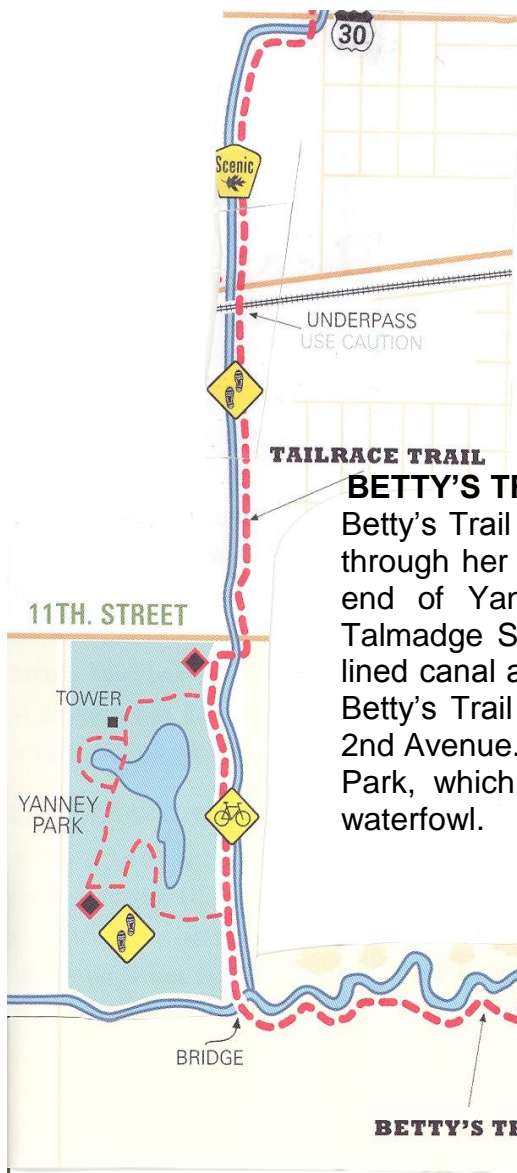 30
Scenic
UNDERPASS
USE CAUTION
TAILRACE TRAIL
BETTY'S
Betty's Trail
through her
end of
Talmadge
lined canal
Betty's Trail
2nd Avenue.
Park, which
waterfowl.
11TH. STREET
TOWER
YANNEY
PARK
BRIDGE
BETTY'S